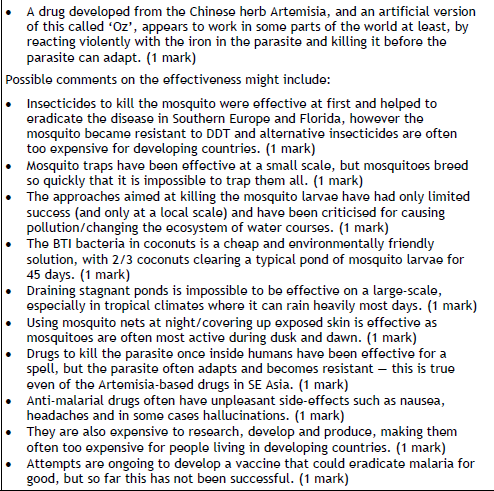 • A drug developed from the Chinese herb Artemisia, and an artificial version
of this called ‘Oz’, appears to work in some parts of the world at least, by
reacting violently with the iron in the parasite and killing it before the
parasite can adapt. (1 mark)
Possible comments on the effectiveness might include:
• Insecticides to kill the mosquito were effective at first and helped to
eradicate the disease in Southern Europe and Florida, however the
mosquito became resistant to DDT and alternative insecticides are often
too expensive for developing countries. (1 mark)
• Mosquito traps have been effective at a small scale, but mosquitoes breed
so quickly that it is impossible to trap them all. (1 mark)
• The approaches aimed at killing the mosquito larvae have had only limited
success (and only at a local scale) and have been criticised for causing
pollution/changing the ecosystem of water courses. (1 mark)
• The BTI bacteria in coconuts is a cheap and environmentally friendly
solution, with 2/3 coconuts clearing a typical pond of mosquito larvae for
45 days. (1 mark)
• Draining stagnant ponds is impossible to be effective on a large-scale,
especially in tropical climates where it can rain heavily most days. (1 mark)
• Using mosquito nets at night/covering up exposed skin is effective as
mosquitoes are often most active during dusk and dawn. (1 mark)
• Drugs to kill the parasite once inside humans have been effective for a
spell, but the parasite often adapts and becomes resistant — this is true
even of the Artemisia-based drugs in SE Asia. (1 mark)
• Anti-malarial drugs often have unpleasant side-effects such as nausea,
headaches and in some cases hallucinations. (1 mark)
• They are also expensive to research, develop and produce, making them
often too expensive for people living in developing countries. (1 mark)
• Attempts are ongoing to develop a vaccine that could eradicate malaria for
good, but so far this has not been successful. (1 mark)